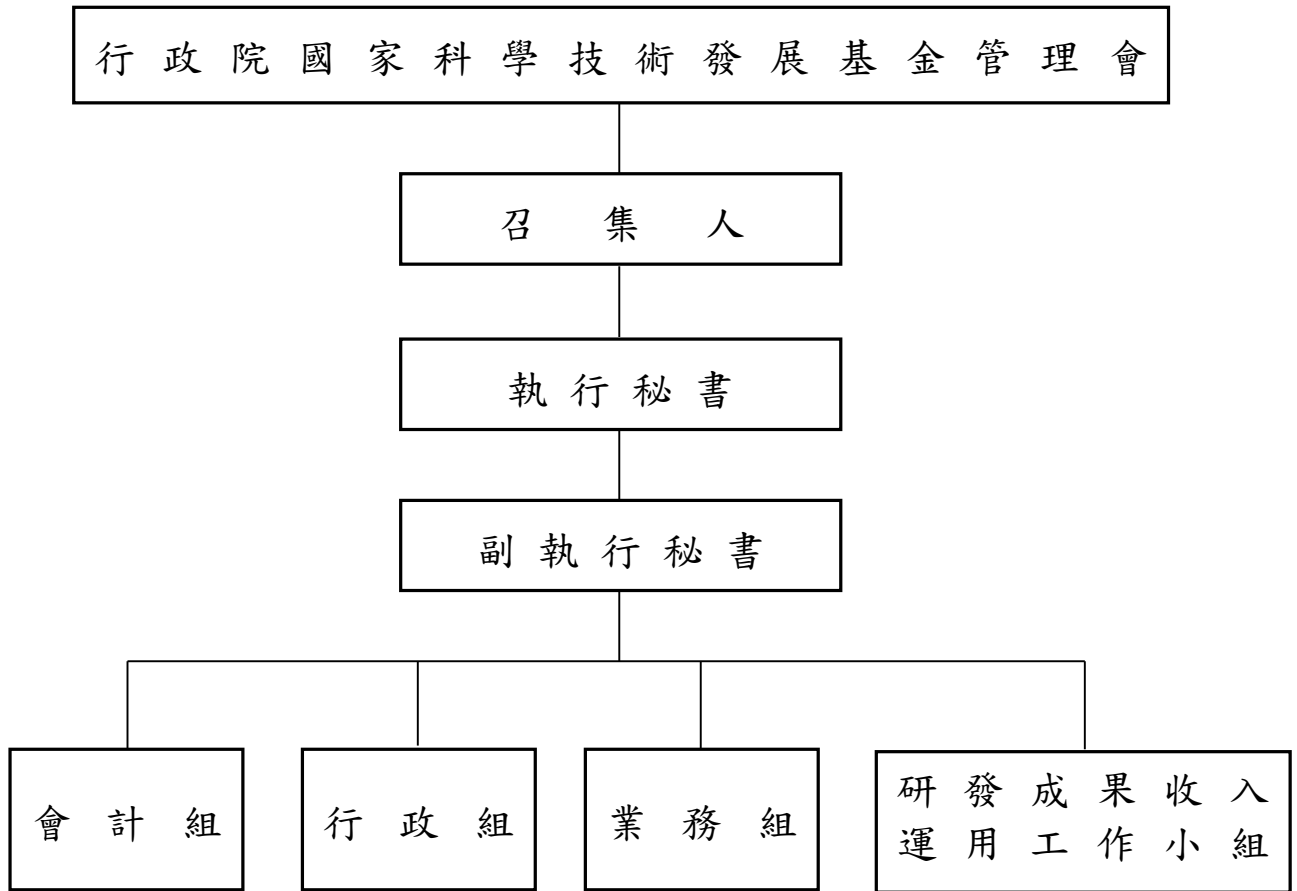 行政院國家科學技術發展基金管理會
召集人
執行秘書
副執行秘書
會計組
行政組
業務組
研發成果收入
運用工作小組